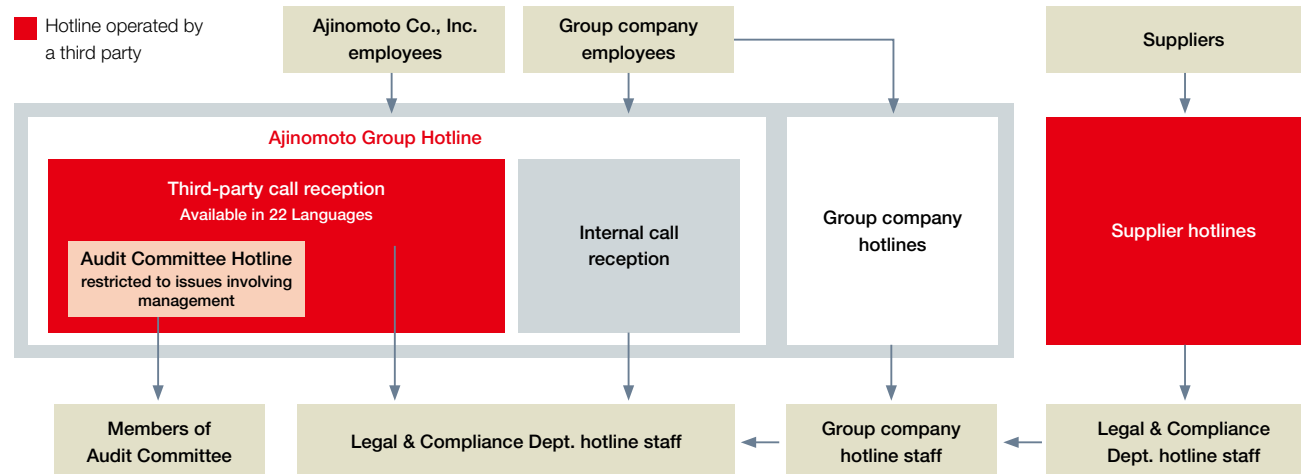 Hotline operated by
a third party
Ajinomoto Co., Inc.
employees
Group company
employees
Suppliers
Ajinomoto Group Hotline
Third-party call reception
Available in 22 Languages
Audit Committee Hotline
restricted to issues involving
management
Internal call
reception
Group company
hotlines
Supplier hotlines
Members of
Audit Committee
Legal & Compliance Dept. hotline staff
Group company
hotline staff
Legal & Compliance
Dept. hotline staff